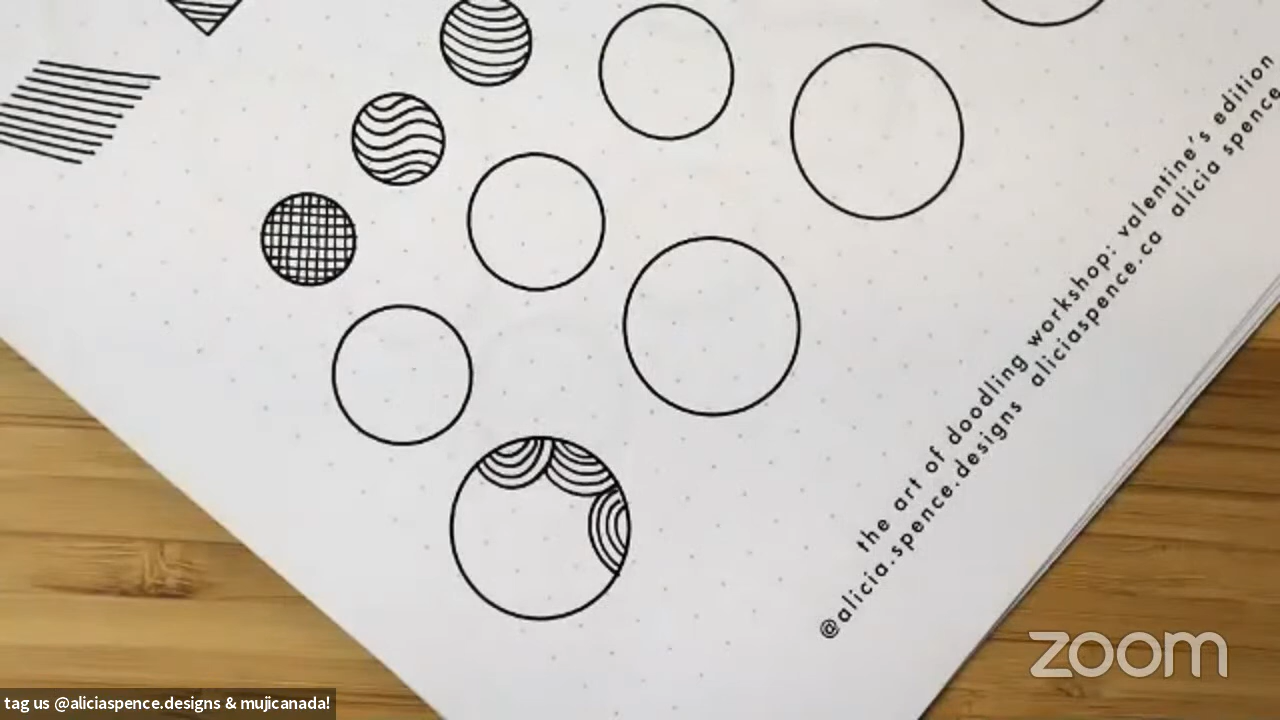 the art of doodling workshop: valentine's edition
@alicia.spence.designs aliciaspence.ca alicia spence
zoom
tag us @aliciaspence.designs & mujicanada!